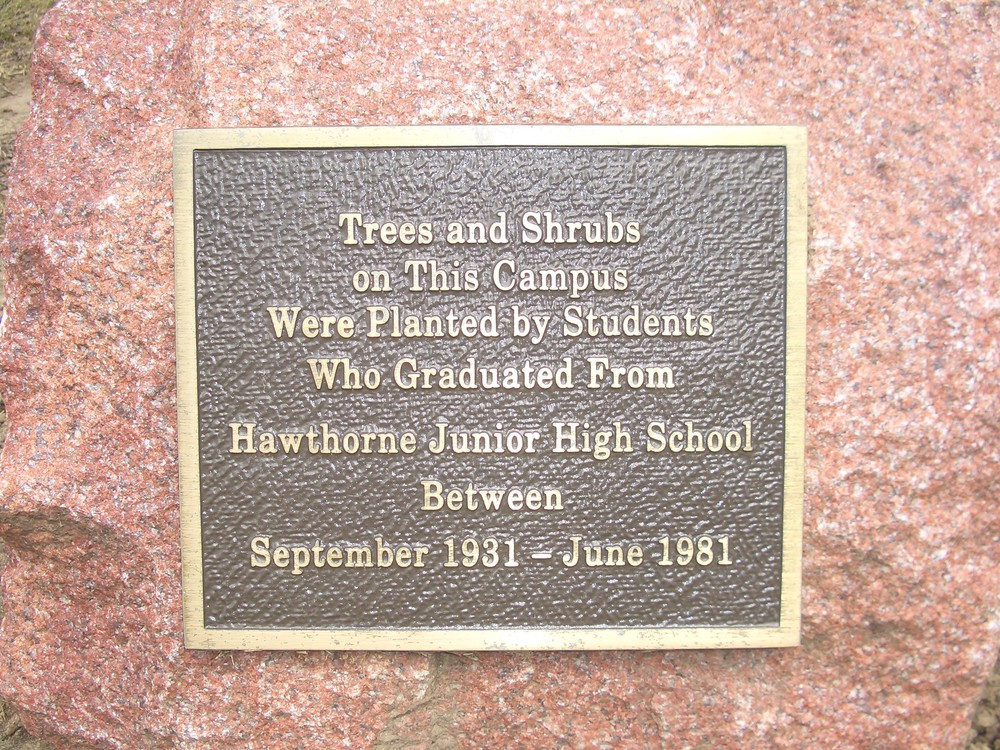 Trees and Shrubs
on This Campus
Were Planted by Students
Who Graduated From
Hawthorne Junior High School
Between
September 1931 – June 1981